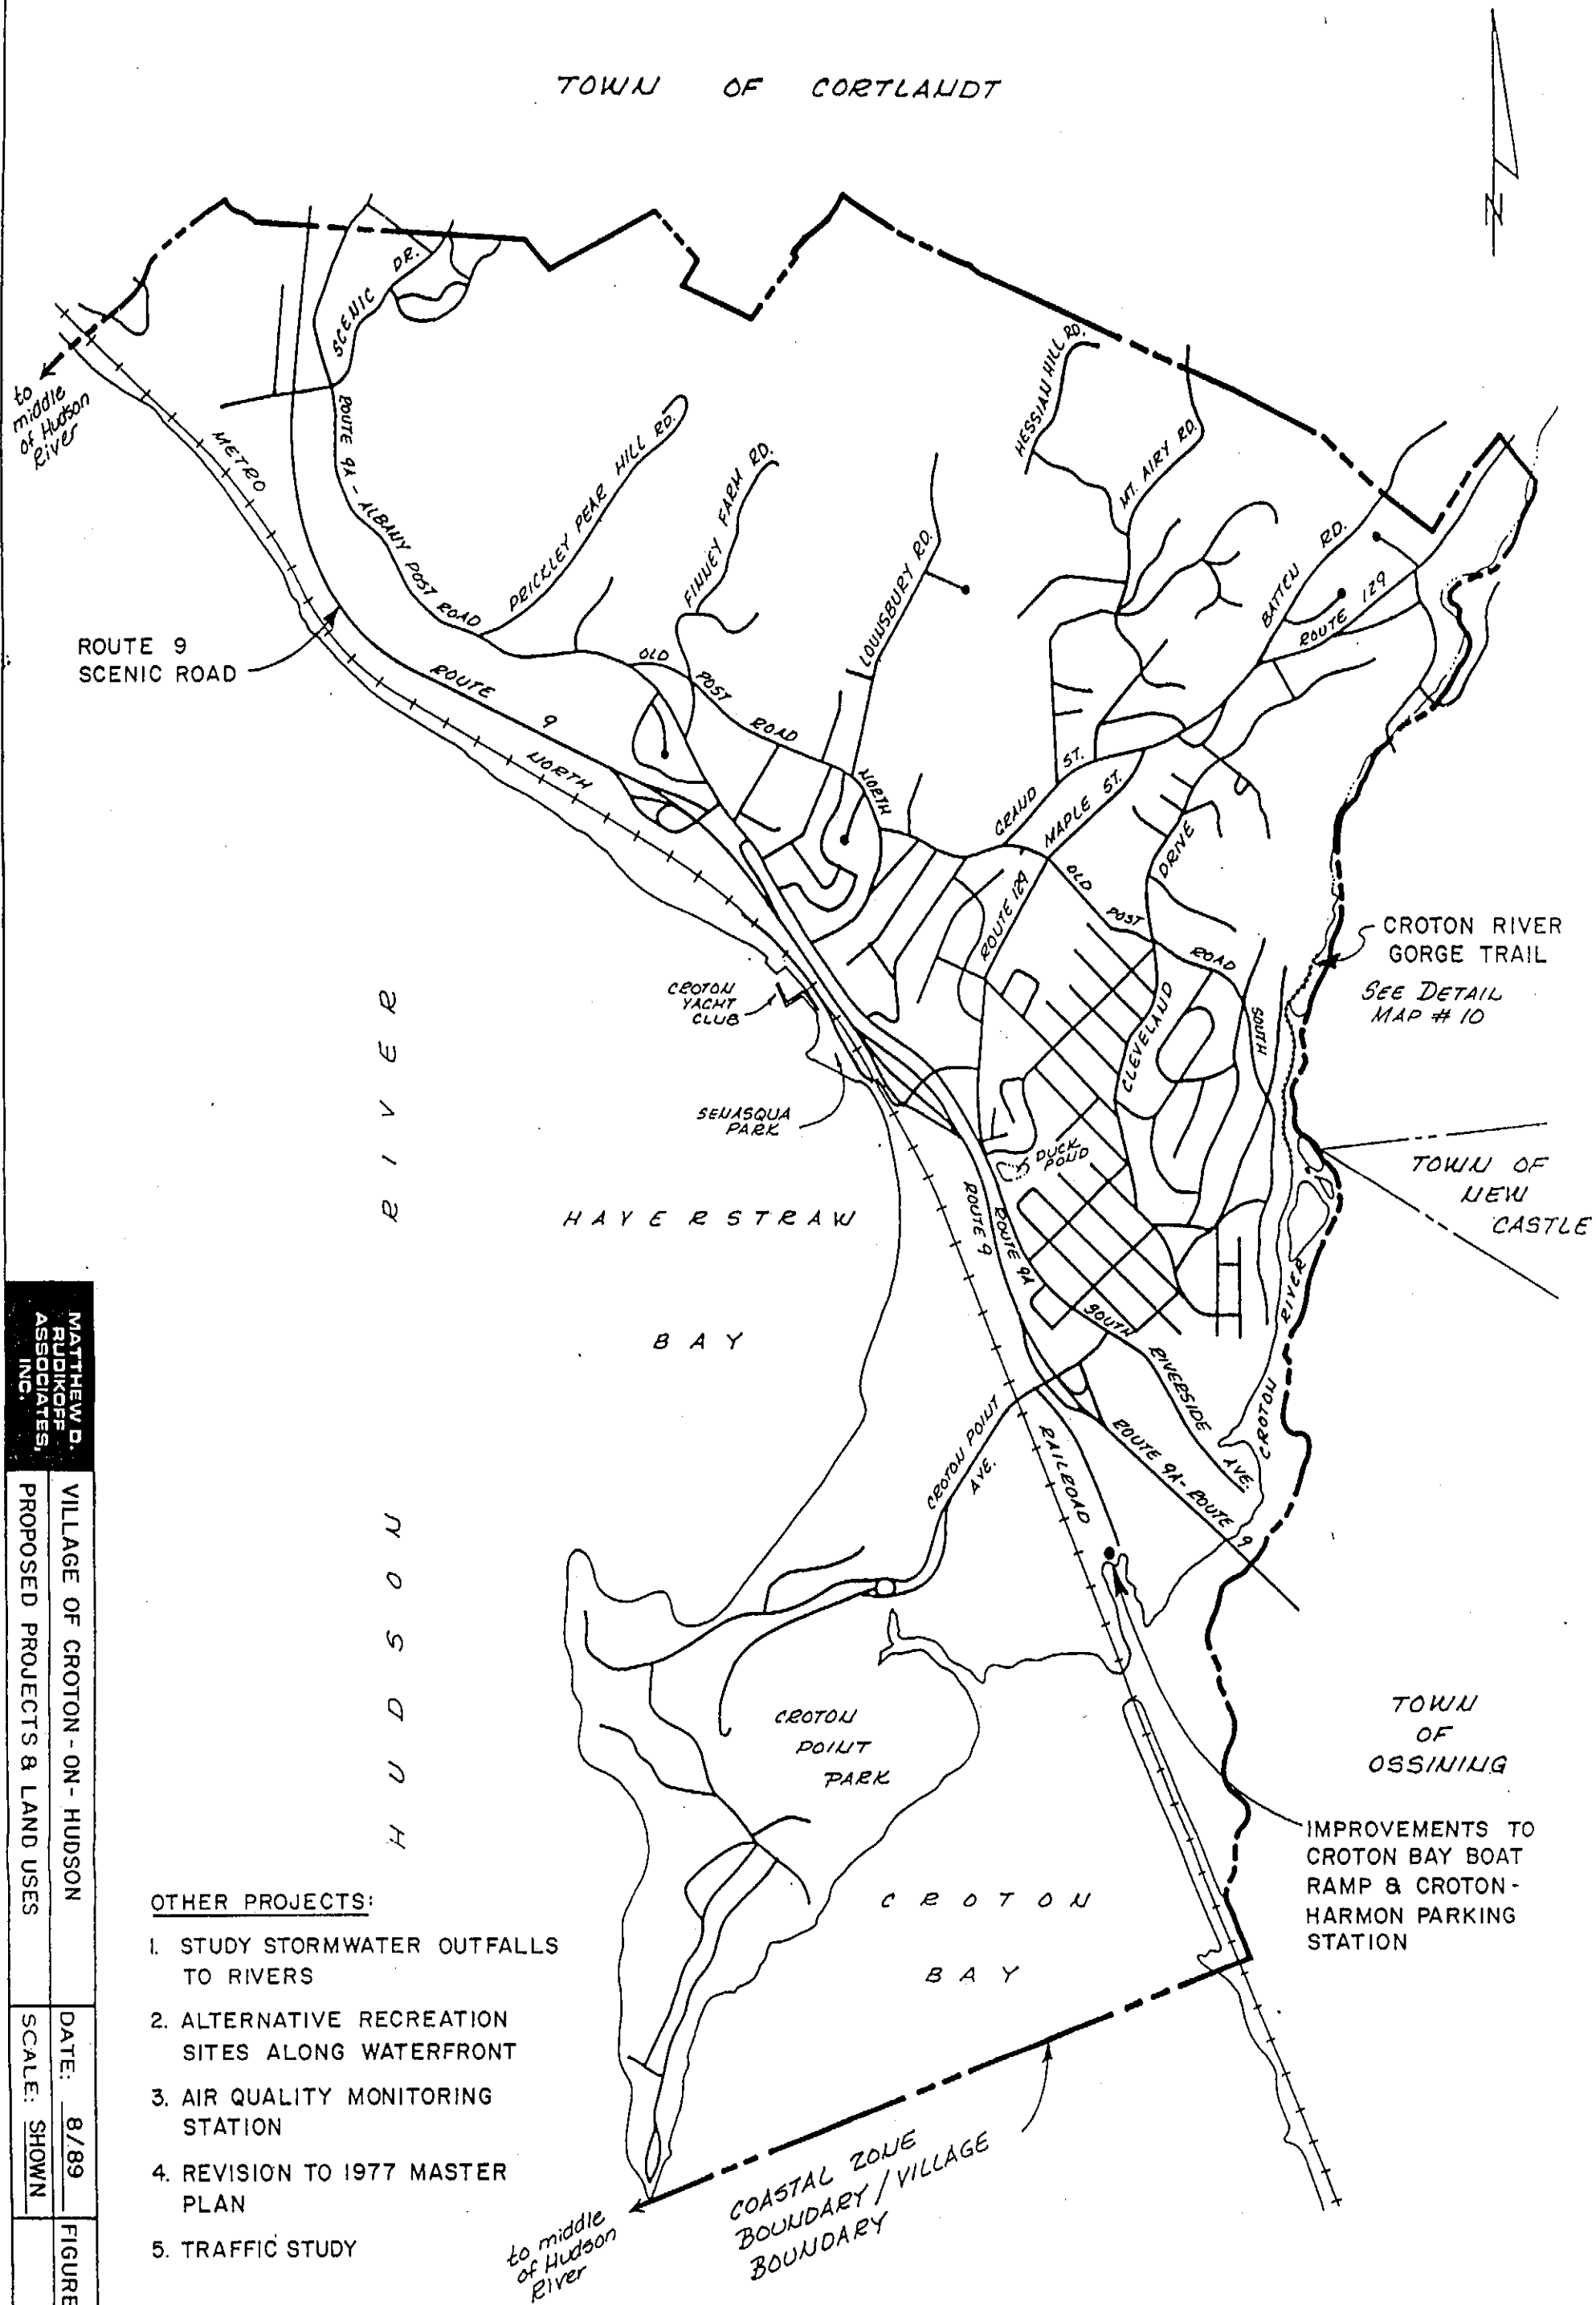 TOWN OF CORTLANDT
N
SCENIC DR.
to
middle
of Hudson
River
METRO
ROUTE 9A - ALBANY POST ROAD
PRICKLEY PEAR HILL RD.
FINNEY FARM RD.
LOUNSBURY RD.
HESSIAN HILL RD.
MT. AIRY RD.
BATTEN RD.
ROUTE 129
ROUTE 9
SCENIC ROAD
ROUTE 9
NORTH
OLD POST ROAD NORTH
GRAND ST.
MAPLE ST.
ROUTE 129
OLD POST ROAD SOUTH
CLEVELAND DRIVE
CROTON RIVER
GORGE TRAIL
SEE DETAIL
MAP # 10
CROTON
YACHT
CLUB
SENASQUA
PARK
DUCK
POND
TOWN OF
NEW
CASTLE
HUDSON RIVER
HAVERSTRAW
BAY
ROUTE 9
ROUTE 9A
SOUTH RIVERSIDE AVE.
CROTON RIVER
CROTON POINT
AVE.
RAILROAD
ROUTE 9A - ROUTE 9
CROTON
POINT
PARK
TOWN
OF
OSSINING
IMPROVEMENTS TO
CROTON BAY BOAT
RAMP & CROTON-
HARMON PARKING
STATION
CROTON
BAY
COASTAL ZONE
BOUNDARY / VILLAGE
BOUNDARY
to middle
of Hudson
River
OTHER PROJECTS:
1. STUDY STORMWATER OUTFALLS
TO RIVERS
2. ALTERNATIVE RECREATION
SITES ALONG WATERFRONT
3. AIR QUALITY MONITORING
STATION
4. REVISION TO 1977 MASTER
PLAN
5. TRAFFIC STUDY
MATTHEW D.
RUDIKOFF
ASSOCIATES,
INC.
VILLAGE OF CROTON-ON-HUDSON
PROPOSED PROJECTS & LAND USES
DATE: 8/89
SCALE: SHOWN
FIGURE